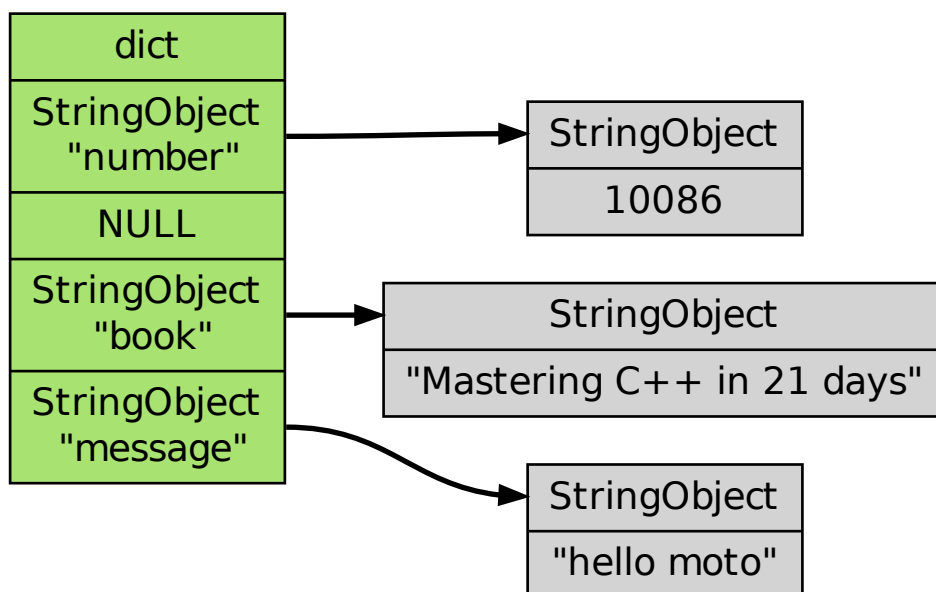 dict
StringObject
"number"
NULL
StringObject
"book"
StringObject
"message"
StringObject
10086
StringObject
"Mastering C++ in 21 days"
StringObject
"hello moto"